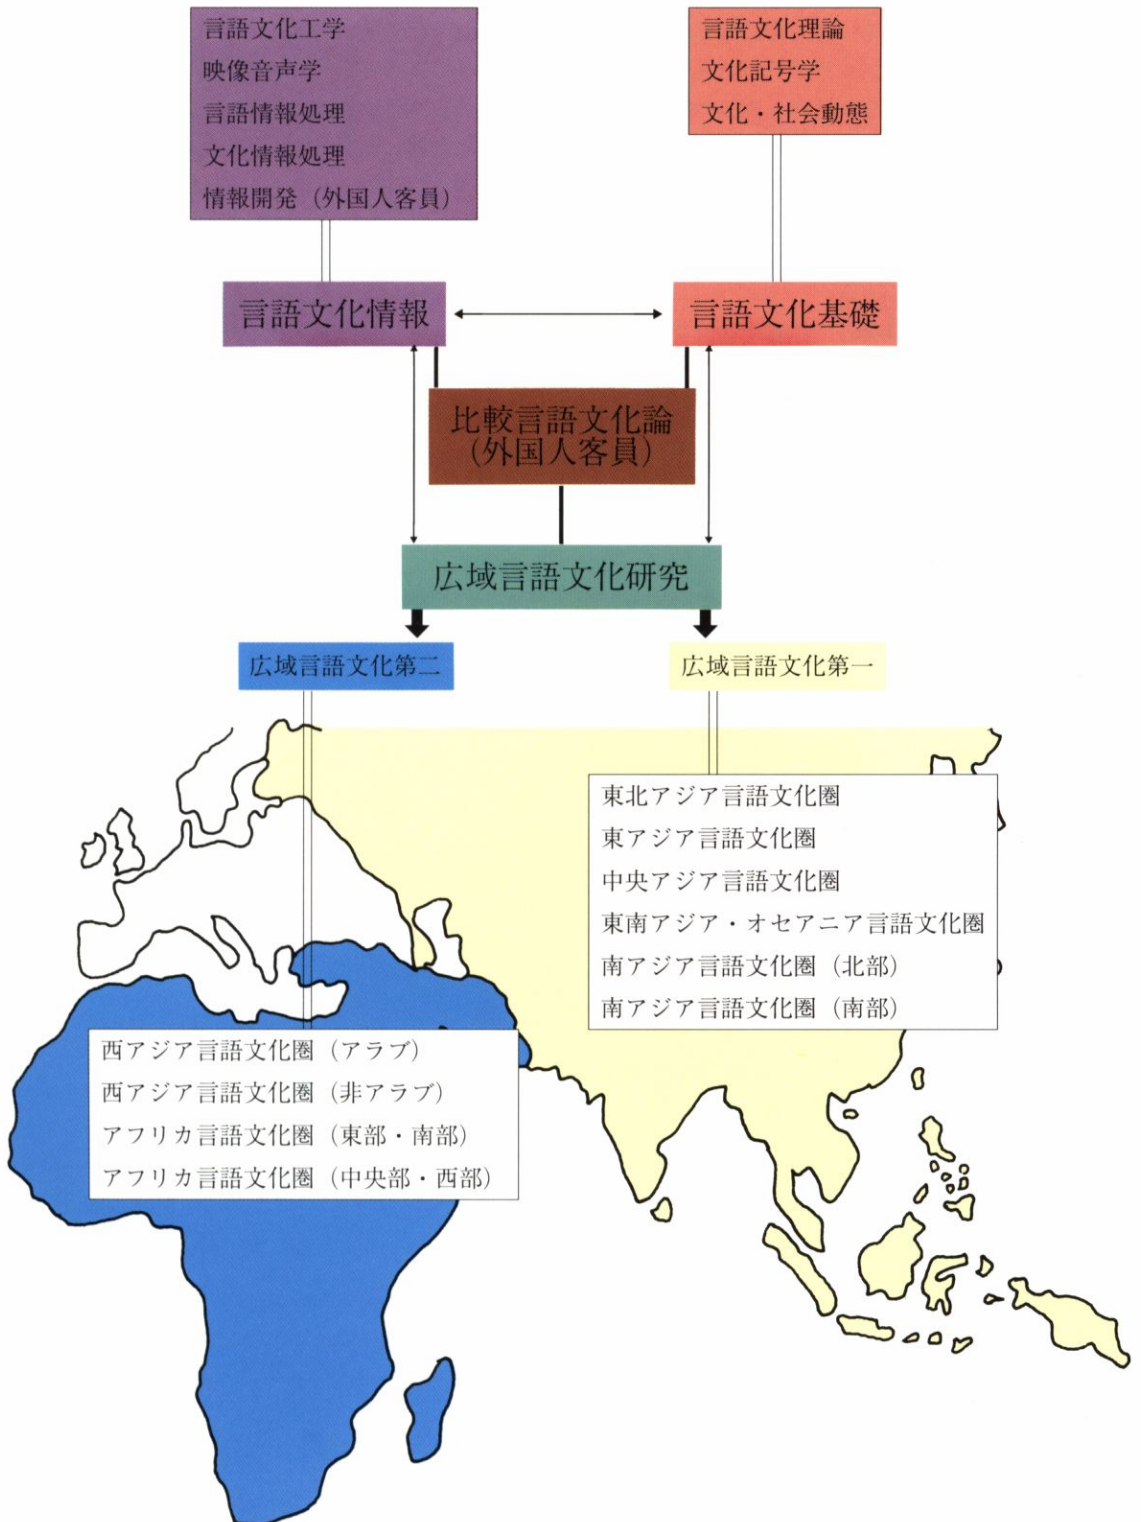 言語文化工学
映像音声学
言語情報処理
文化情報処理
情報開発（外国人客員）
言語文化理論
文化記号学
文化・社会動態
言語文化情報
言語文化基礎
比較言語文化論
（外国人客員）
広域言語文化研究
広域言語文化第二
広域言語文化第一
東北アジア言語文化圏
東アジア言語文化圏
中央アジア言語文化圏
東南アジア・オセアニア言語文化圏
南アジア言語文化圏（北部）
南アジア言語文化圏（南部）
西アジア言語文化圏（アラブ）
西アジア言語文化圏（非アラブ）
アフリカ言語文化圏（東部・南部）
アフリカ言語文化圏（中央部・西部）